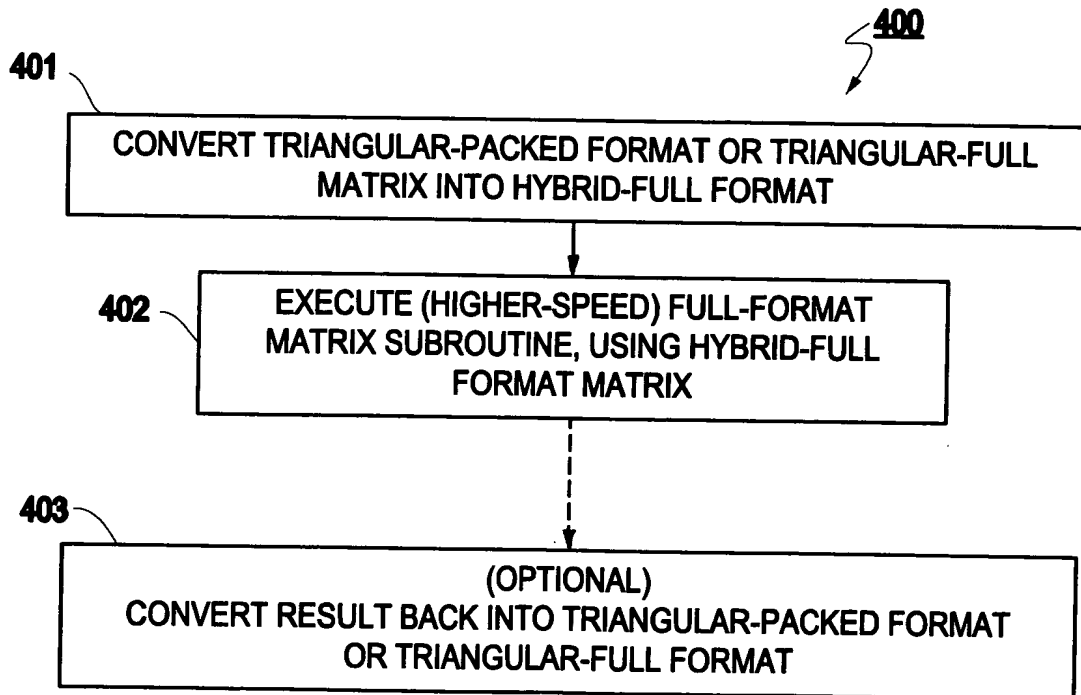 400
401
CONVERT TRIANGULAR-PACKED FORMAT OR TRIANGULAR-FULL
MATRIX INTO HYBRID-FULL FORMAT
402
EXECUTE (HIGHER-SPEED) FULL-FORMAT
MATRIX SUBROUTINE, USING HYBRID-FULL
FORMAT MATRIX
403
(OPTIONAL)
CONVERT RESULT BACK INTO TRIANGULAR-PACKED FORMAT
OR TRIANGULAR-FULL FORMAT